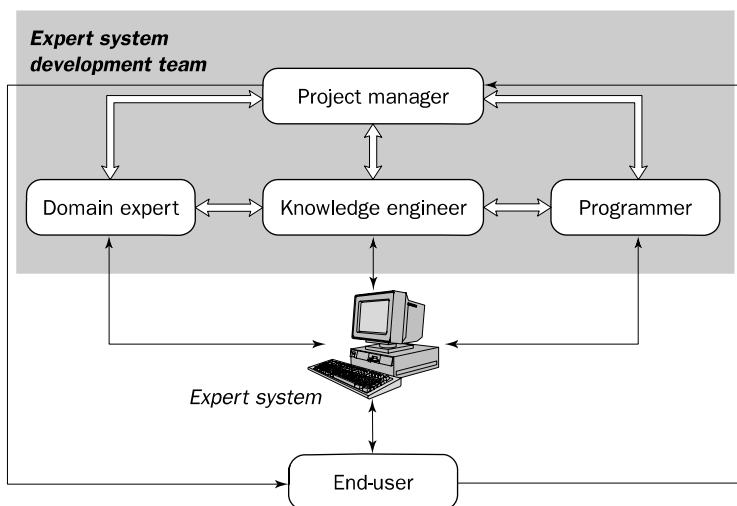 Expert system
development team
Project manager
Domain expert
Knowledge engineer
Programmer
Expert system
End-user